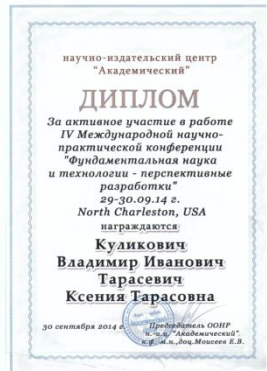 научно-издательский центр
"Академический"
ДИПЛОМ
За активное участие в работе
IV Международной научно-
практической конференции
"Фундаментальная наука
и технологии - перспективные
разработки"
29-30.09.14 г.
North Charleston, USA
награждаются
Куликович
Владимир Иванович
Тарасевич
Ксения Тарасовна
30 сентября 2014 г.
Председатель ООНР
н.-и.ц. "Академический"
к.ф.-м.н.,доц.Моисеев Е.В.